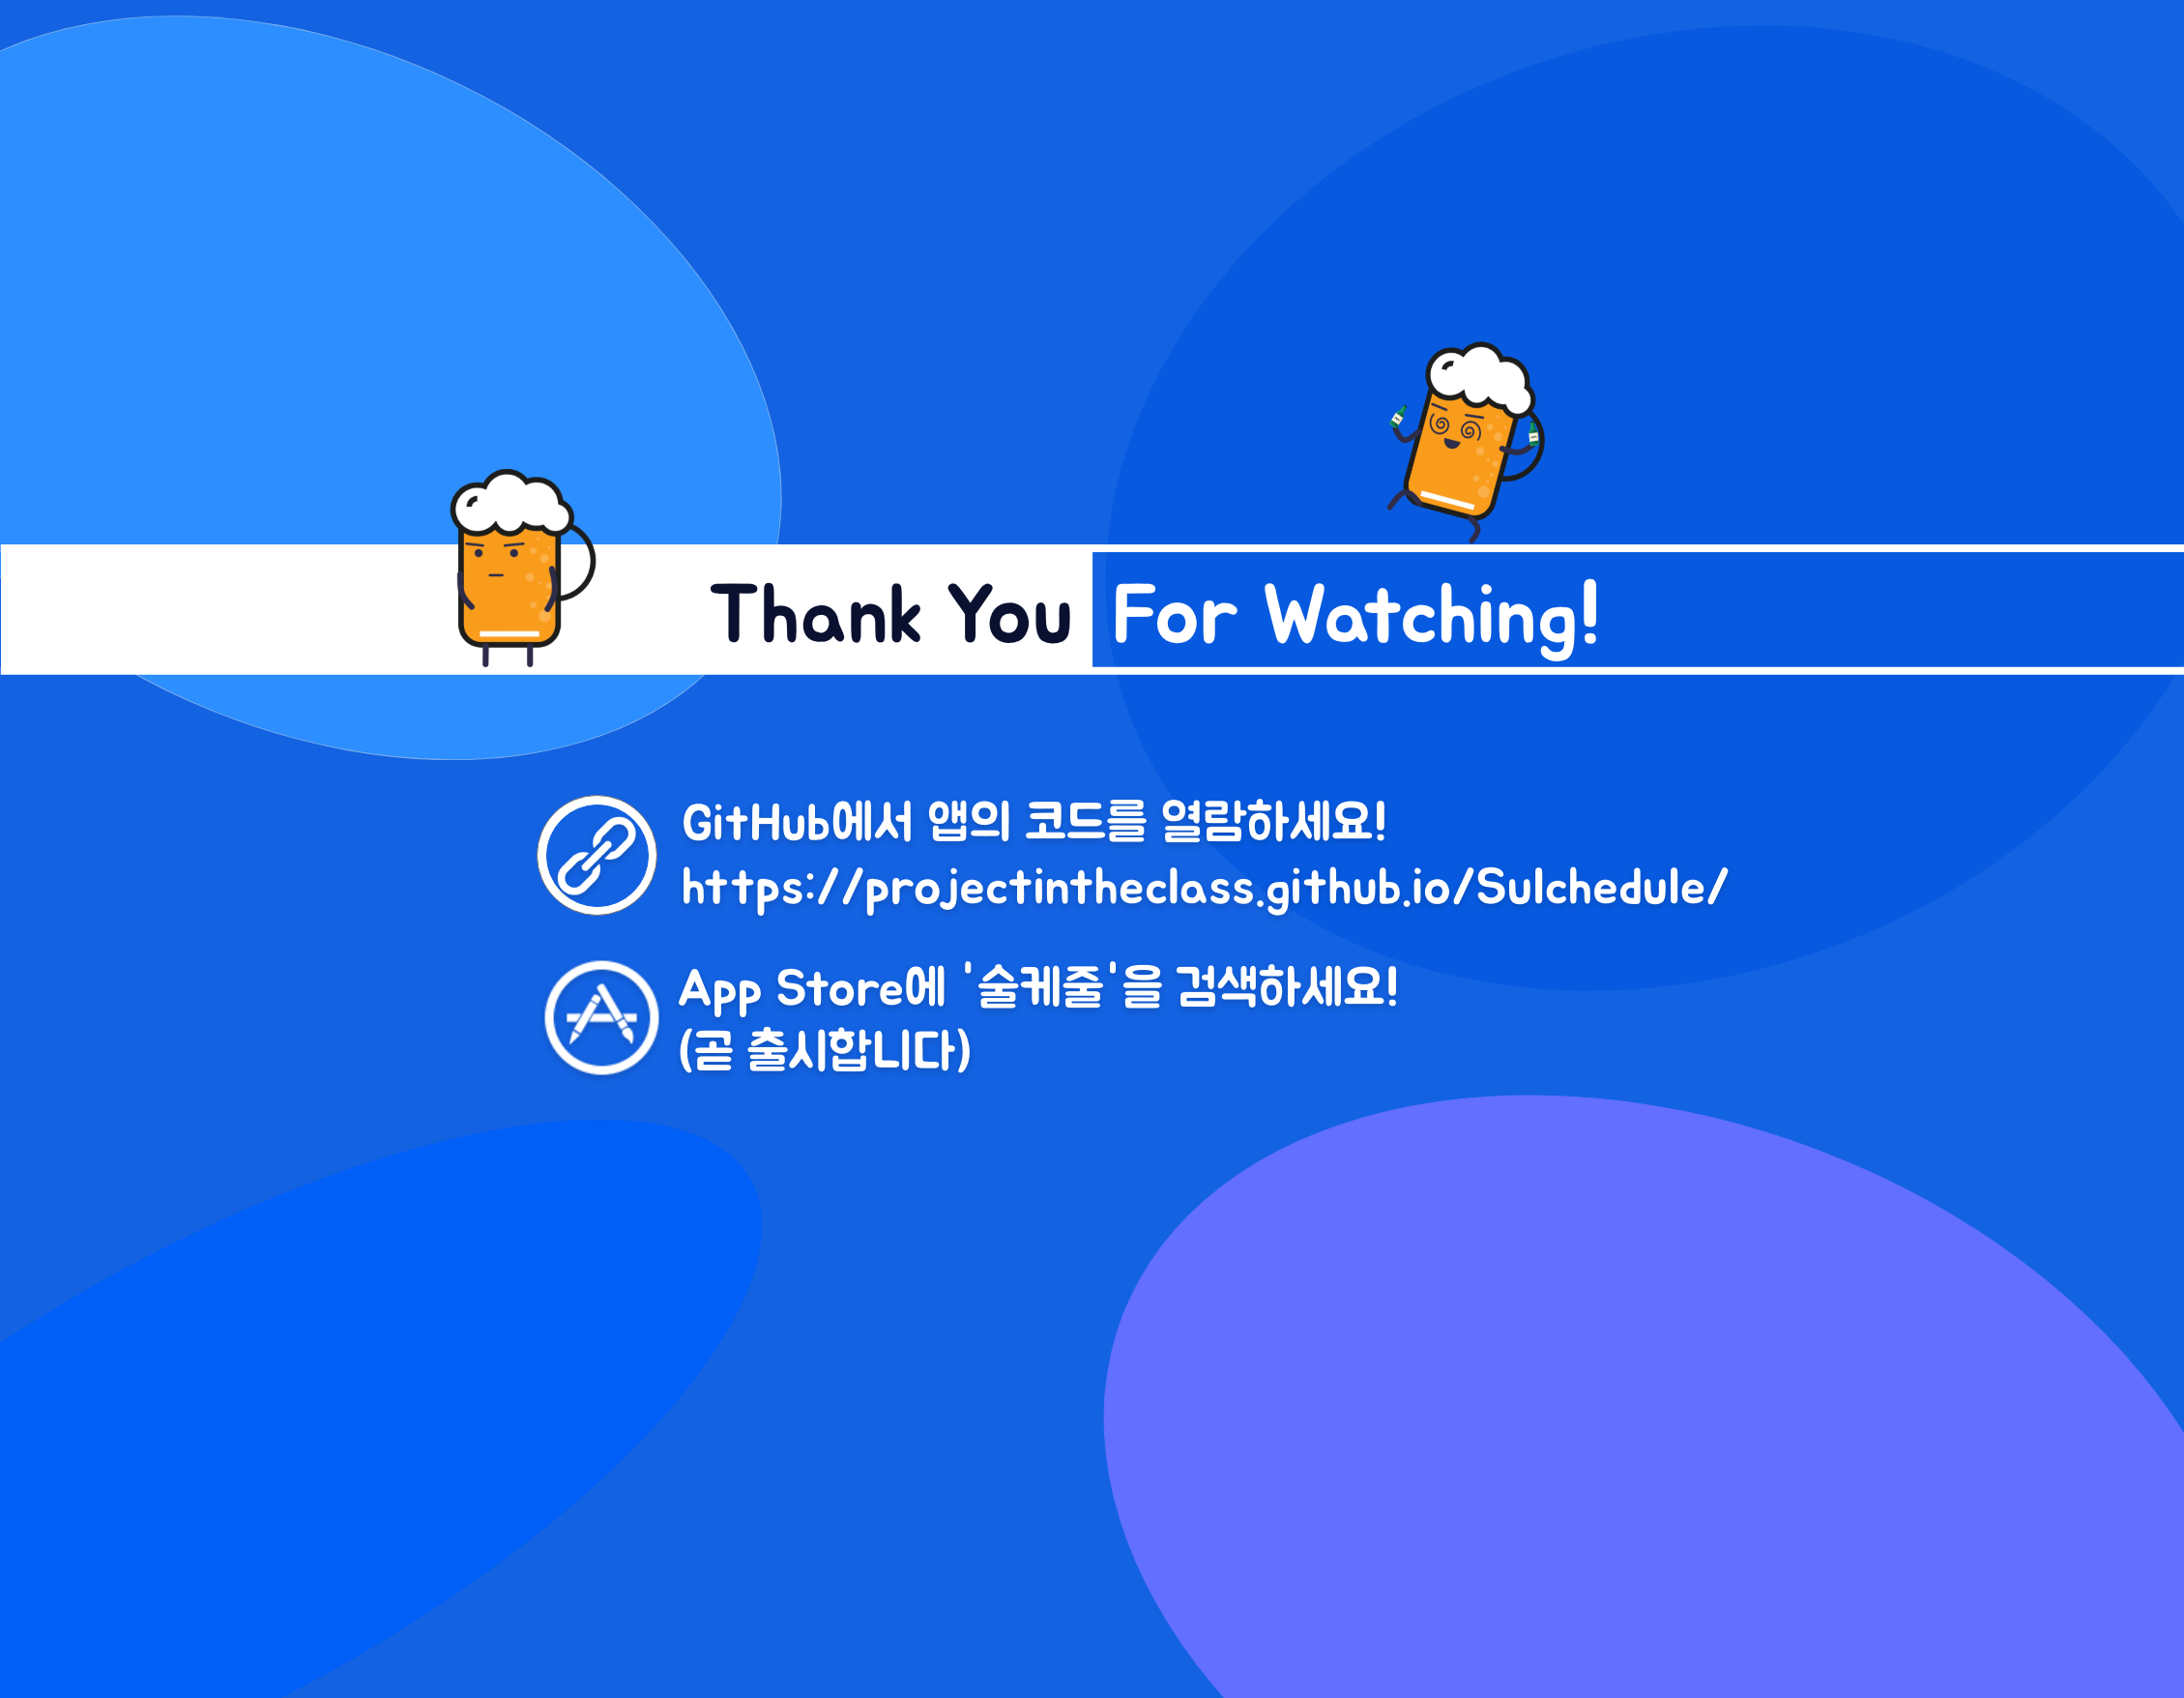 Thank You For Watching!
GitHub에서 앱의 코드를 열람하세요!
https://projectintheclass.github.io/Sulchedule/
App Store에 '술케줄'을 검색하세요!
(곧 출시합니다)